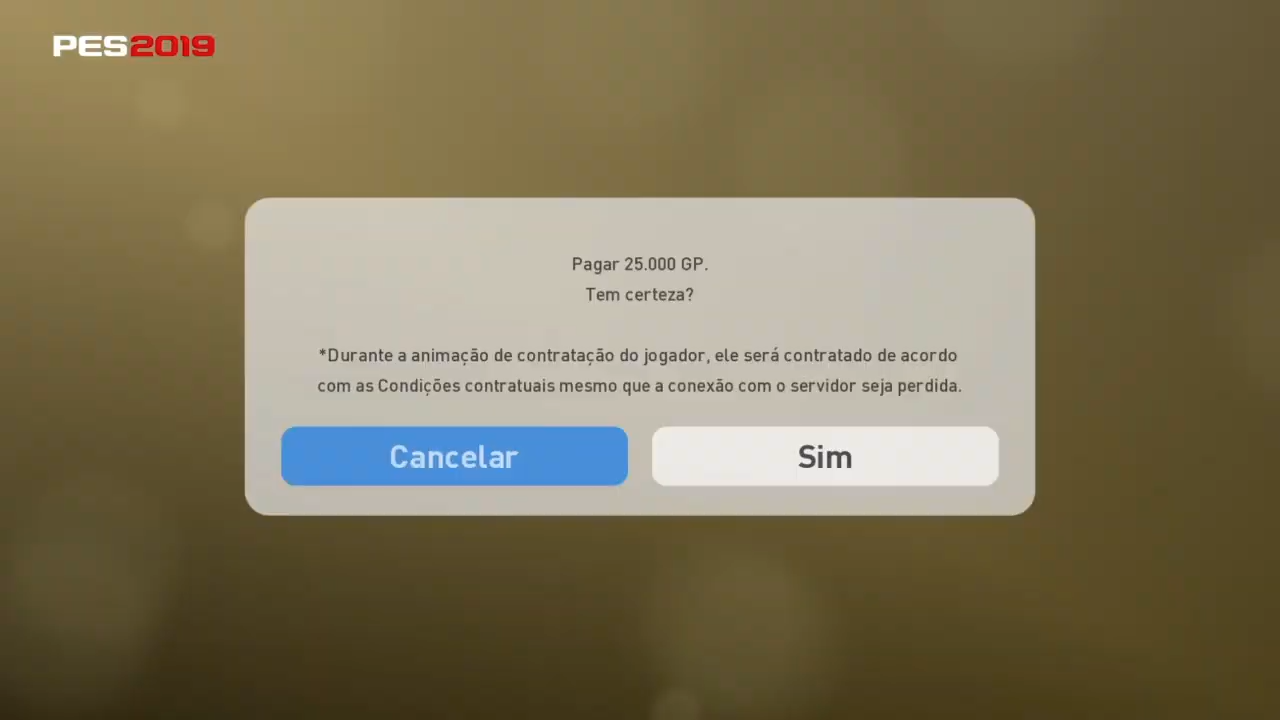 PES2019
Pagar 25.000 GP.
Tem certeza?
*Durante a animação de contratação do jogador, ele será contratado de acordo
com as Condições contratuais mesmo que a conexão com o servidor seja perdida.
Cancelar
Sim